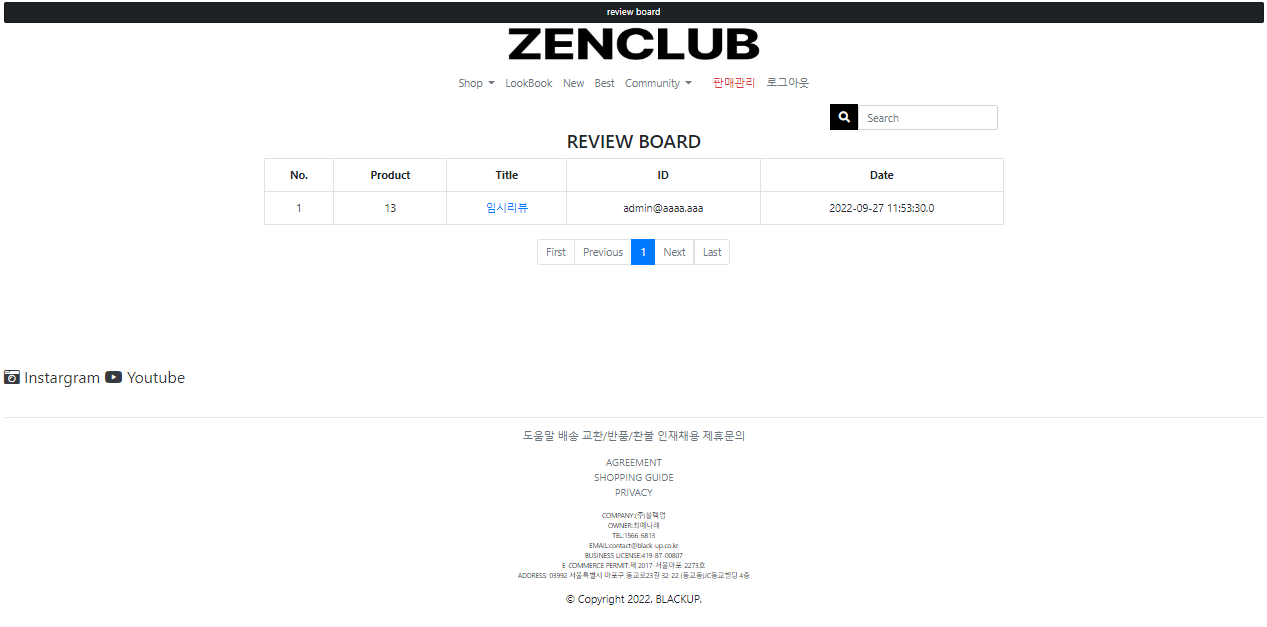 review board
ZENCLUB
Shop LookBook New Best Community 판매관리 로그아웃
Search
REVIEW BOARD
No. Product Title ID Date
1 13 임시리뷰 admin@aaaa.aaa 2022-09-27 11:53:30.0
First Previous 1 Next Last
Instargram Youtube
도움말 배송 교환/반품/환불 인재채용 제휴문의
AGREEMENT
SHOPPING GUIDE
PRIVACY
COMPANY:(주)블랙업
OWNER:최예나래
TEL:1566-6813
EMAIL:contact@black-up.co.kr
BUSINESS LICENSE:419-87-00807
E-COMMERCE PERMIT:제 2017-서울마포-2273호
ADDRESS: 03992 서울특별시 마포구 동교로23길 32-22 (동교동)JC동교빌딩 4층
© Copyright 2022. BLACKUP.